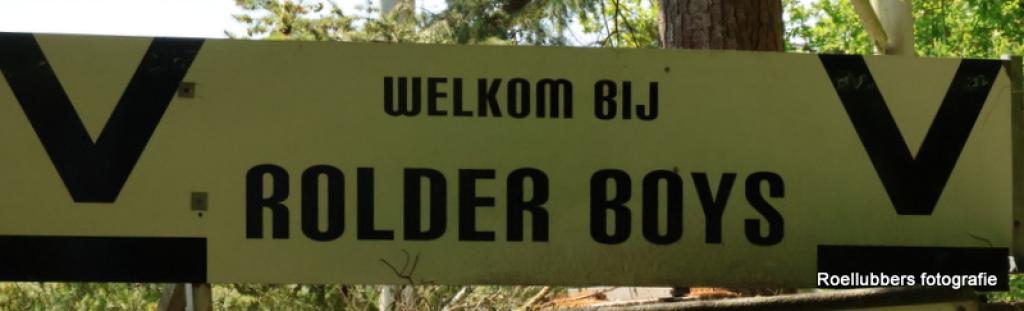 WELKOM BIJ
ROLDER BOYS
Roellubbers fotografie